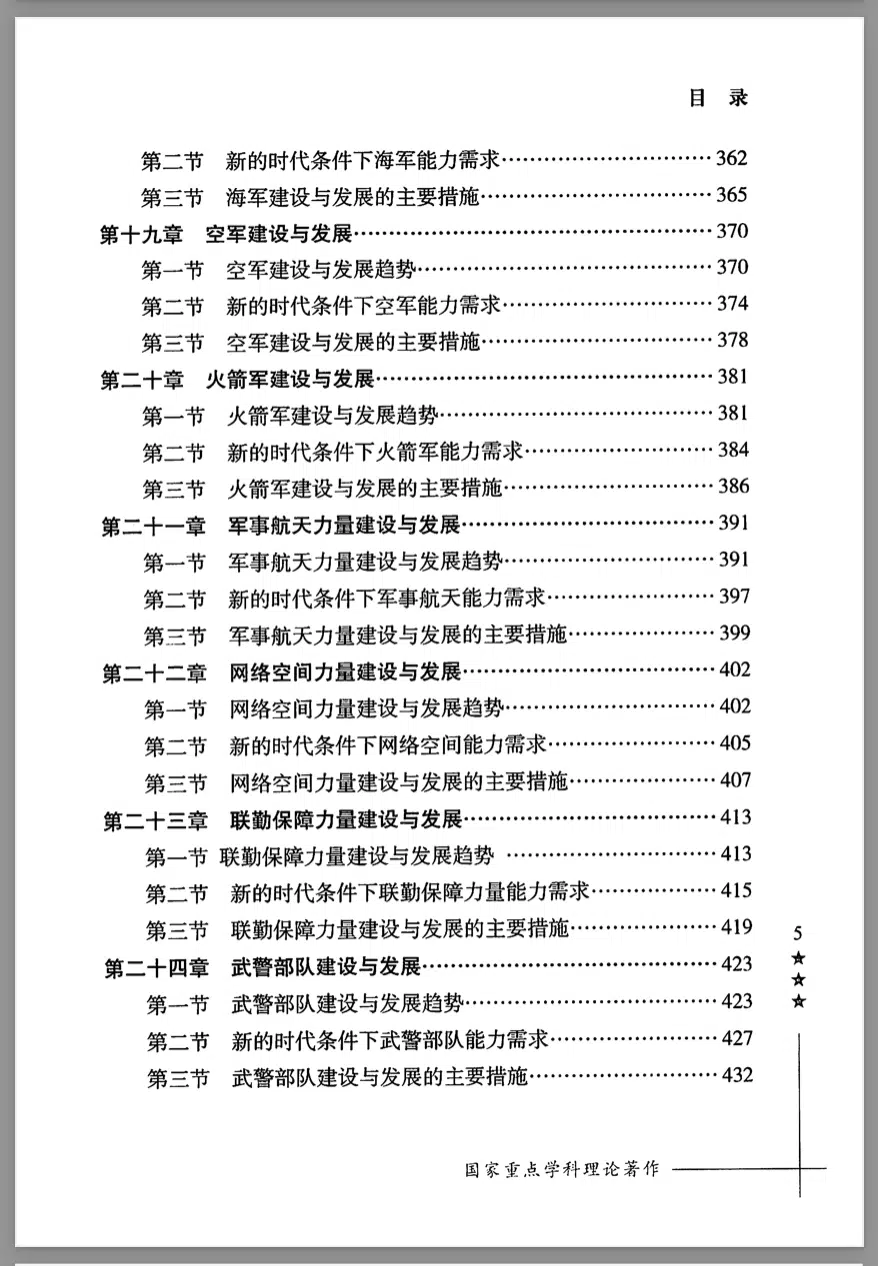 目 录
第二节 新的时代条件下海军能力需求……………………………362
第三节 海军建设与发展的主要措施……………………………365
第十九章 空军建设与发展……………………………370
第一节 空军建设与发展趋势……………………………370
第二节 新的时代条件下空军能力需求……………………………374
第三节 空军建设与发展的主要措施……………………………378
第二十章 火箭军建设与发展……………………………381
第一节 火箭军建设与发展趋势……………………………381
第二节 新的时代条件下火箭军能力需求……………………………384
第三节 火箭军建设与发展的主要措施……………………………386
第二十一章 军事航天力量建设与发展……………………………391
第一节 军事航天力量建设与发展趋势……………………………391
第二节 新的时代条件下军事航天能力需求……………………………397
第三节 军事航天力量建设与发展的主要措施……………………………399
第二十二章 网络空间力量建设与发展……………………………402
第一节 网络空间力量建设与发展趋势……………………………402
第二节 新的时代条件下网络空间能力需求……………………………405
第三节 网络空间力量建设与发展的主要措施……………………………407
第二十三章 联勤保障力量建设与发展……………………………413
第一节 联勤保障力量建设与发展趋势 ……………………………413
第二节 新的时代条件下联勤保障力量能力需求……………………………415
第三节 联勤保障力量建设与发展的主要措施……………………………419
第二十四章 武警部队建设与发展……………………………423
第一节 武警部队建设与发展趋势……………………………423
第二节 新的时代条件下武警部队能力需求……………………………427
第三节 武警部队建设与发展的主要措施……………………………432
5
国家重点学科理论著作